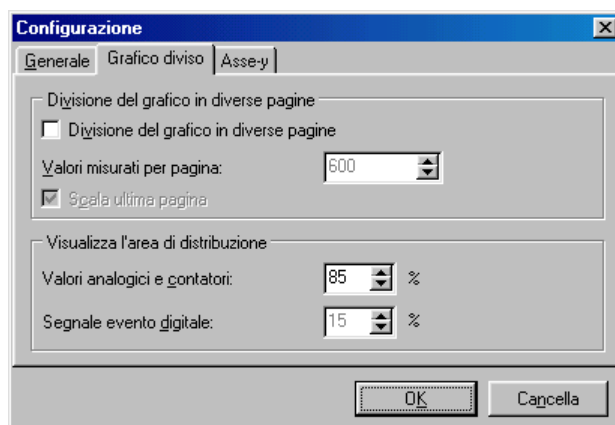 Configurazione
Generale Grafico diviso Asse-y
Divisione del grafico in diverse pagine
Divisione del grafico in diverse pagine
Valori misurati per pagina: 600
Scala ultima pagina
Visualizza l'area di distribuzione
Valori analogici e contatori: 85 %
Segnale evento digitale: 15 %
OK Cancella